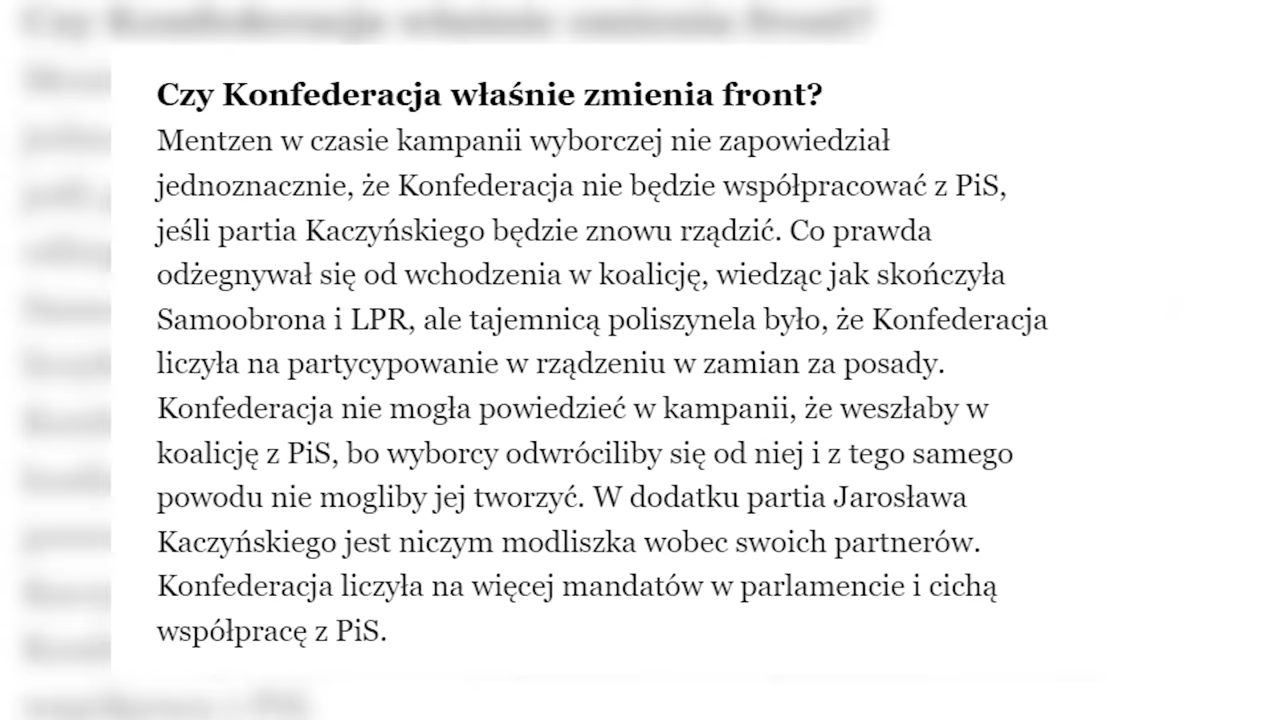 Czy Konfederacja właśnie zmienia front?
Mentzen w czasie kampanii wyborczej nie zapowiedział
jednoznacznie, że Konfederacja nie będzie współpracować z PiS,
jeśli partia Kaczyńskiego będzie znowu rządzić. Co prawda
odżegnywał się od wchodzenia w koalicję, wiedząc jak skończyła
Samoobrona i LPR, ale tajemnicą poliszynela było, że Konfederacja
liczyła na partycypowanie w rządzeniu w zamian za posady.
Konfederacja nie mogła powiedzieć w kampanii, że weszłaby w
koalicję z PiS, bo wyborcy odwróciliby się od niej i z tego samego
powodu nie mogliby jej tworzyć. W dodatku partia Jarosława
Kaczyńskiego jest niczym modliszka wobec swoich partnerów.
Konfederacja liczyła na więcej mandatów w parlamencie i cichą
współpracę z PiS.